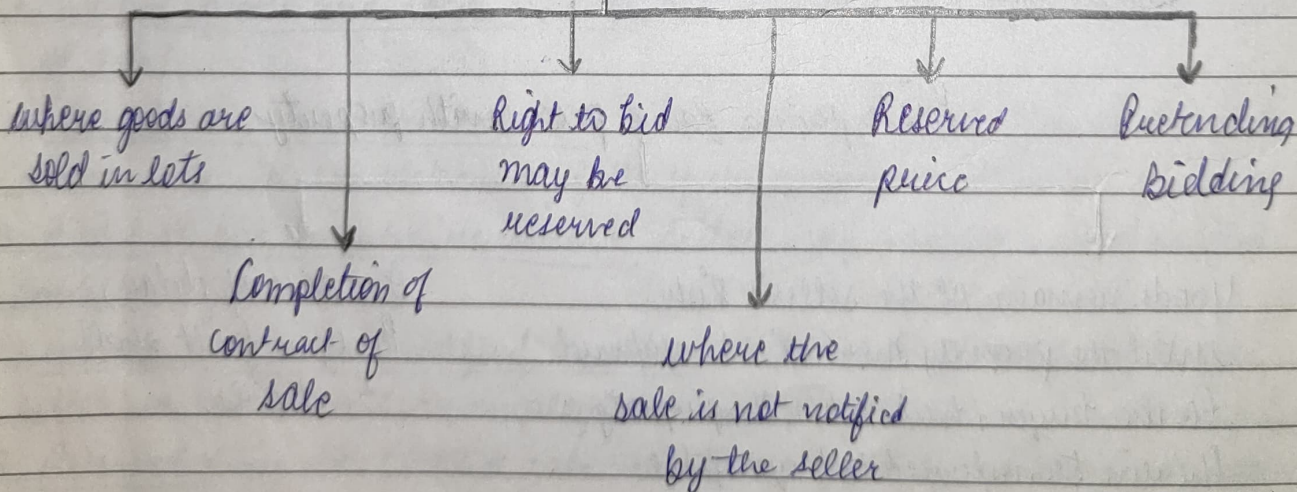 where goods are
sold in lots
Completion of
contract of
sale
Right to bid
may be
reserved
where the
sale is not notified
by the seller
Reserved
price
Pretending
Bidding